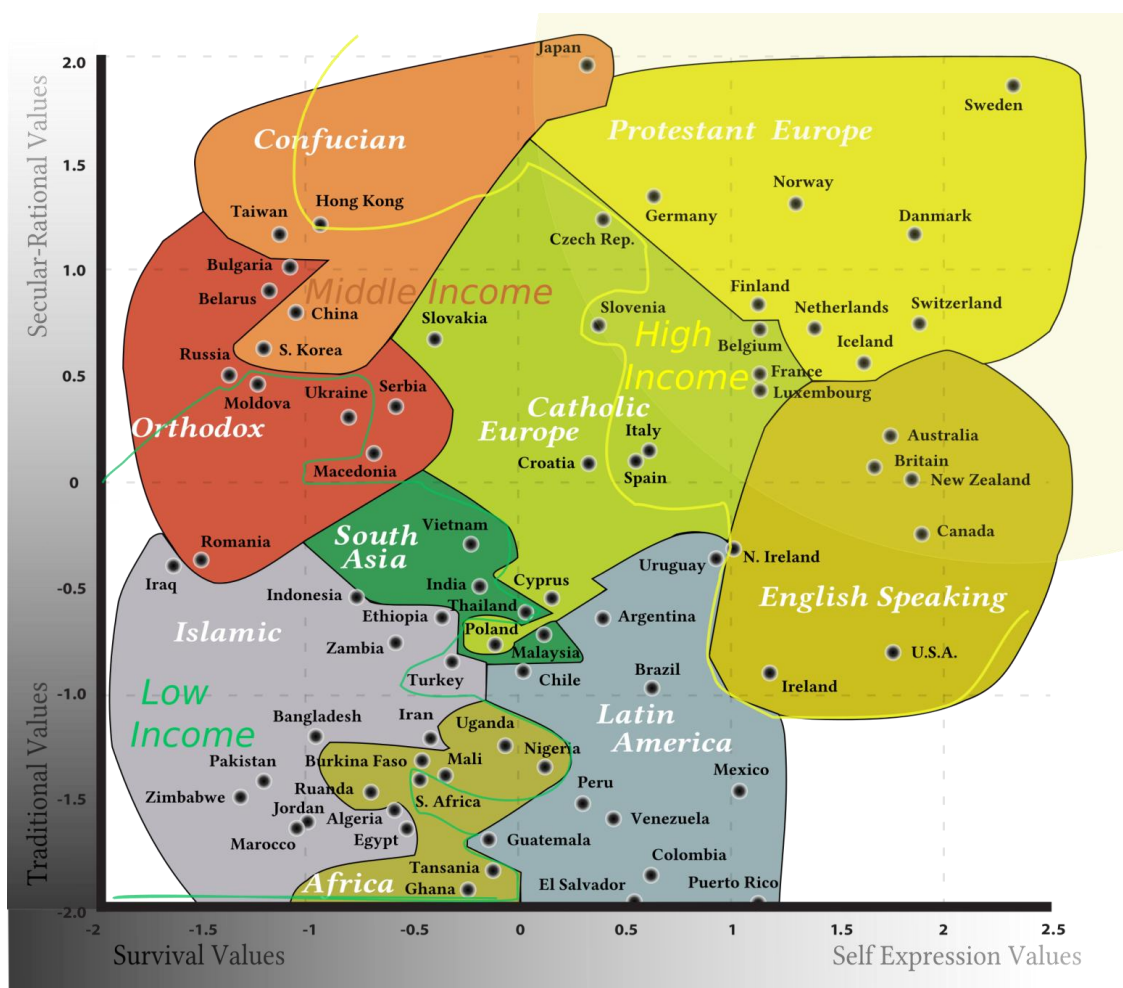 Japan
2.0
Sweden
Secular-Rational Values
Confucian
Protestant Europe
1.5
Norway
Hong Kong
Taiwan
Germany
Danmark
Czech Rep.
Bulgaria
1.0
Finland
Middle Income
Belarus
Switzerland
Slovenia
Netherlands
China
Slovakia
High
Income
Belgium
Iceland
S. Korea
Russia
France
0.5
Ukraine
Serbia
Luxembourg
Moldova
Catholic
Europe
Orthodox
Italy
Australia
Croatia
Britain
Macedonia
Spain
New Zealand
0
Vietnam
South
Asia
Canada
Romania
N. Ireland
Uruguay
Iraq
India
Cyprus
-0.5
Indonesia
Thailand
English Speaking
Ethiopia
Argentina
Islamic
Poland
Zambia
Malaysia
U.S.A.
Brazil
Turkey
Chile
Ireland
Low
Income
-1.0
Traditional Values
Bangladesh
Iran
Uganda
Latin
America
Nigeria
Pakistan
Burkina Faso
Mali
Mexico
Peru
Zimbabwe
Ruanda
-1.5
S. Africa
Jordan
Algeria
Venezuela
Marocco
Egypt
Guatemala
Colombia
Tansania
Africa
Ghana
El Salvador
Puerto Rico
-2.0
-2
-1.5
-1
-0.5
0
0.5
1
1.5
2
2.5
Survival Values
Self Expression Values